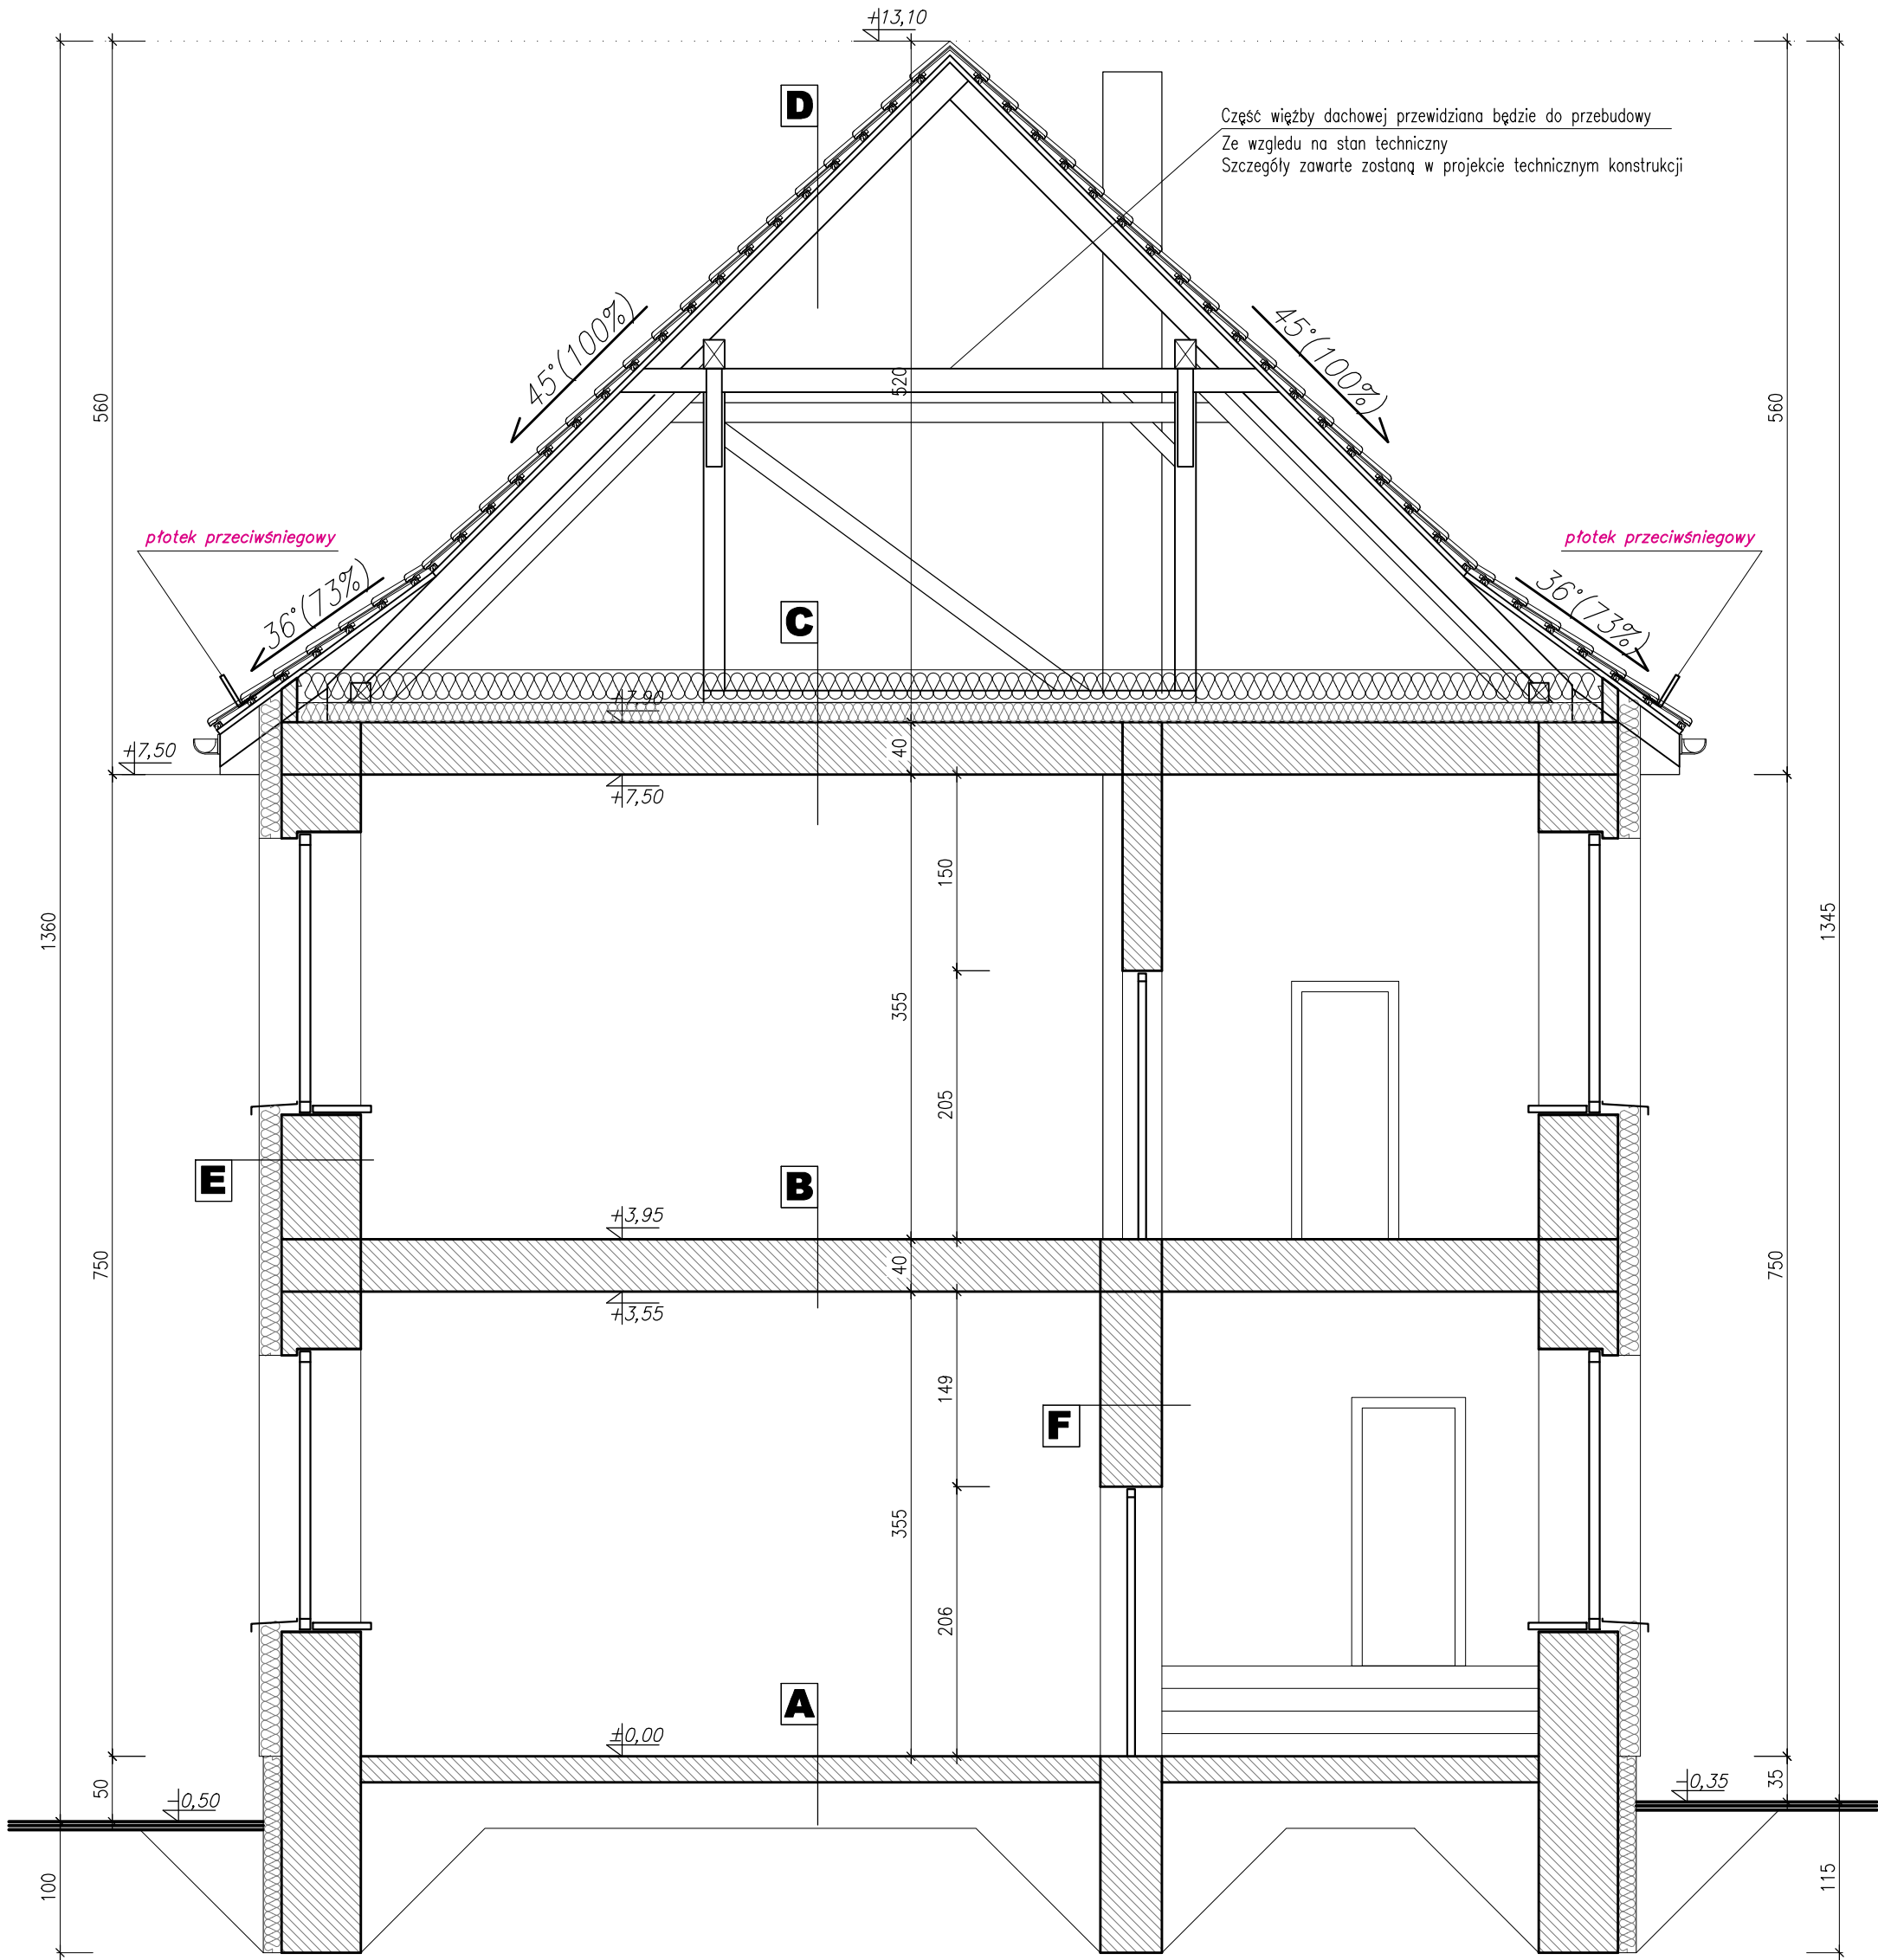 +13,10
D
Część więźby dachowej przewidziana będzie do przebudowy
Ze wzgledu na stan techniczny
Szczegóły zawarte zostaną w projekcie technicznym konstrukcji
45°(100%)
45°(100%)
560
520
560
płotek przeciwśniegowy
płotek przeciwśniegowy
36°(73%)
36°(73%)
C
+7,90
+7,50
40
+7,50
150
1360
1345
355
205
E
B
+3,95
750
40
750
+3,55
149
F
355
206
A
±0,00
50
-0,50
-0,35
35
100
115